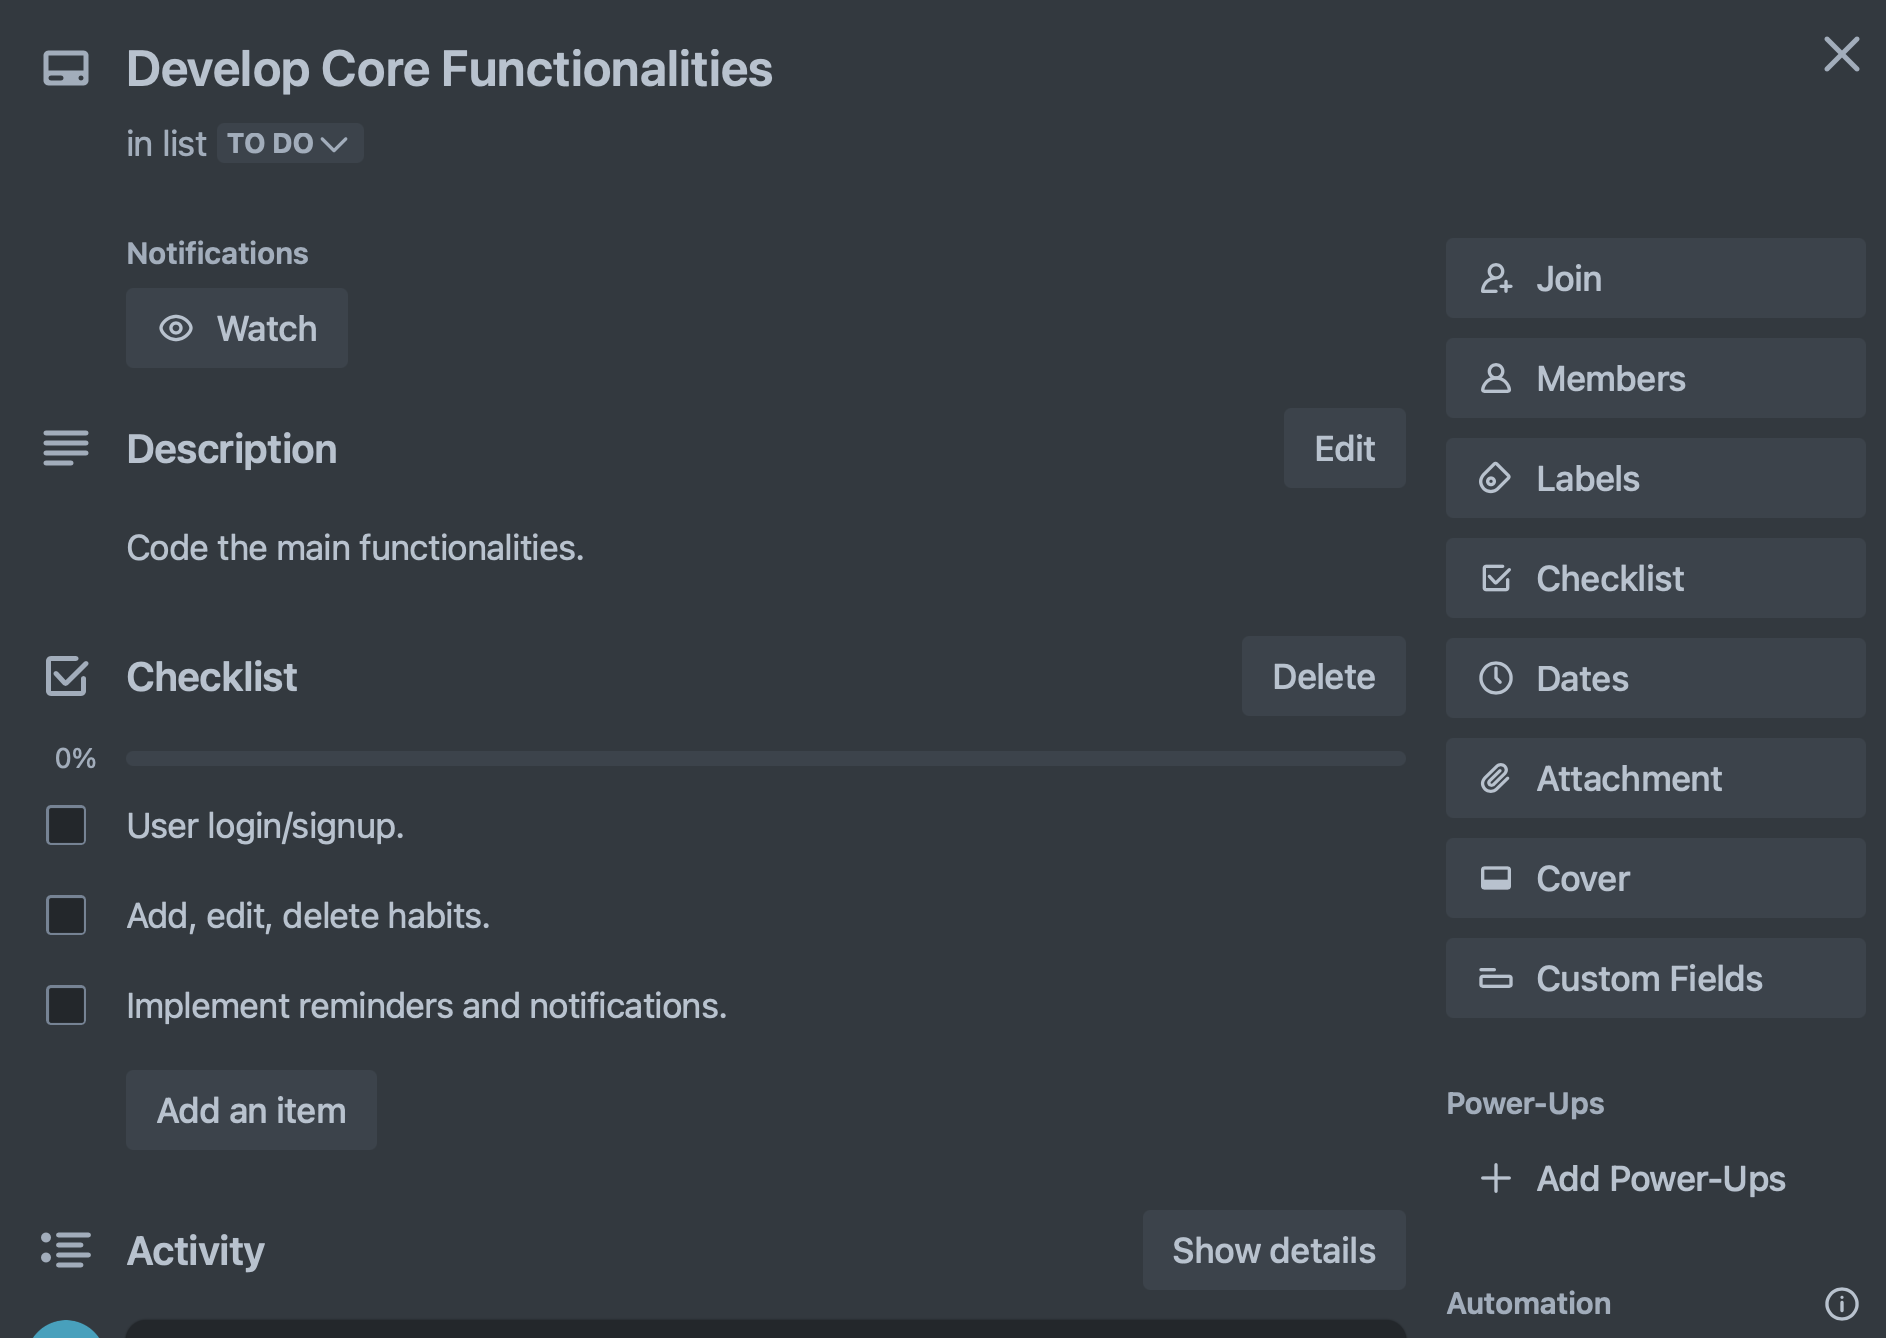 Develop Core Functionalities
in list TO DO
Notifications
Watch
Description
Edit
Code the main functionalities.
Checklist
Delete
0%
User login/signup.
Add, edit, delete habits.
Implement reminders and notifications.
Add an item
Activity
Show details
Join
Members
Labels
Checklist
Dates
Attachment
Cover
Custom Fields
Power-Ups
Add Power-Ups
Automation